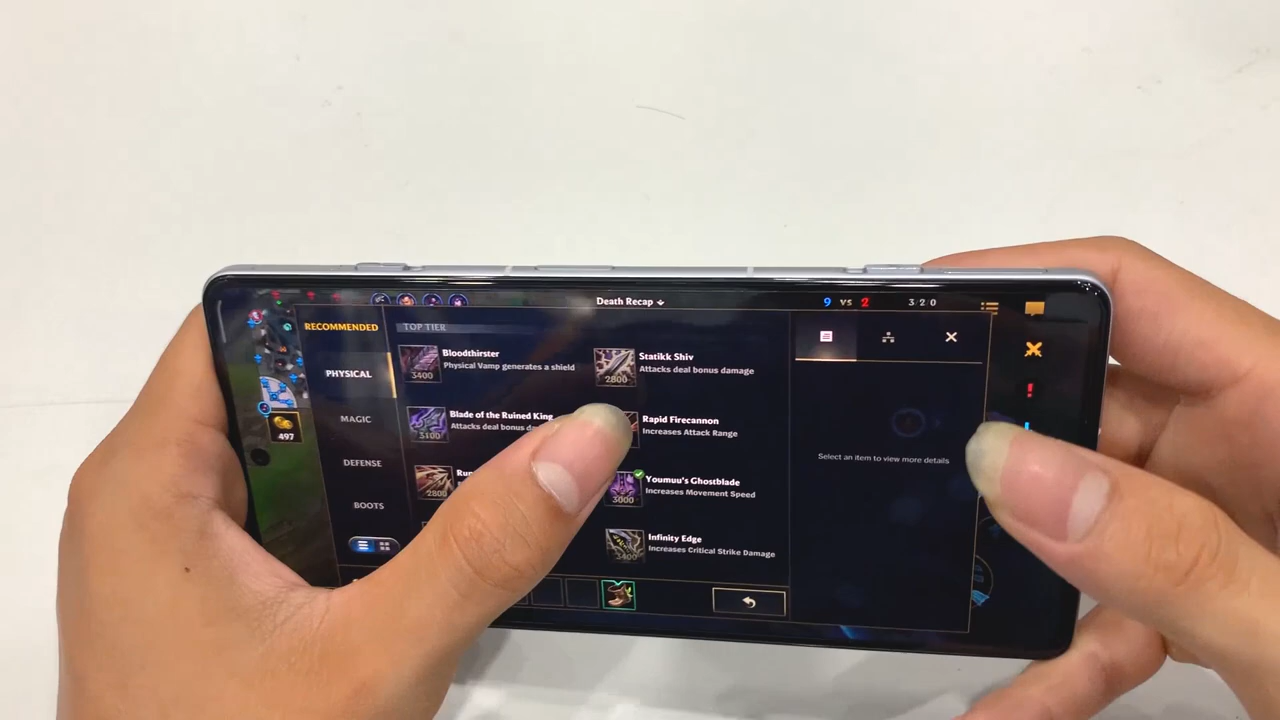 Death Recap
9 vs 2
3/2/0
RECOMMENDED
TOP TIER
PHYSICAL
MAGIC
DEFENSE
BOOTS
497
Bloodthirster
Physical Vamp generates a shield
3400
Statikk Shiv
Attacks deal bonus damage
2800
Blade of the Ruined King
Attacks deal bonus
3100
Rapid Firecannon
Increases Attack Range
2800
Youmuu's Ghostblade
Increases Movement Speed
3000
Infinity Edge
Increases Critical Strike Damage
3400
Select an item to view more details